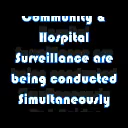 Community &
Hospital
Surveillance are
being conducted
Simultaneously